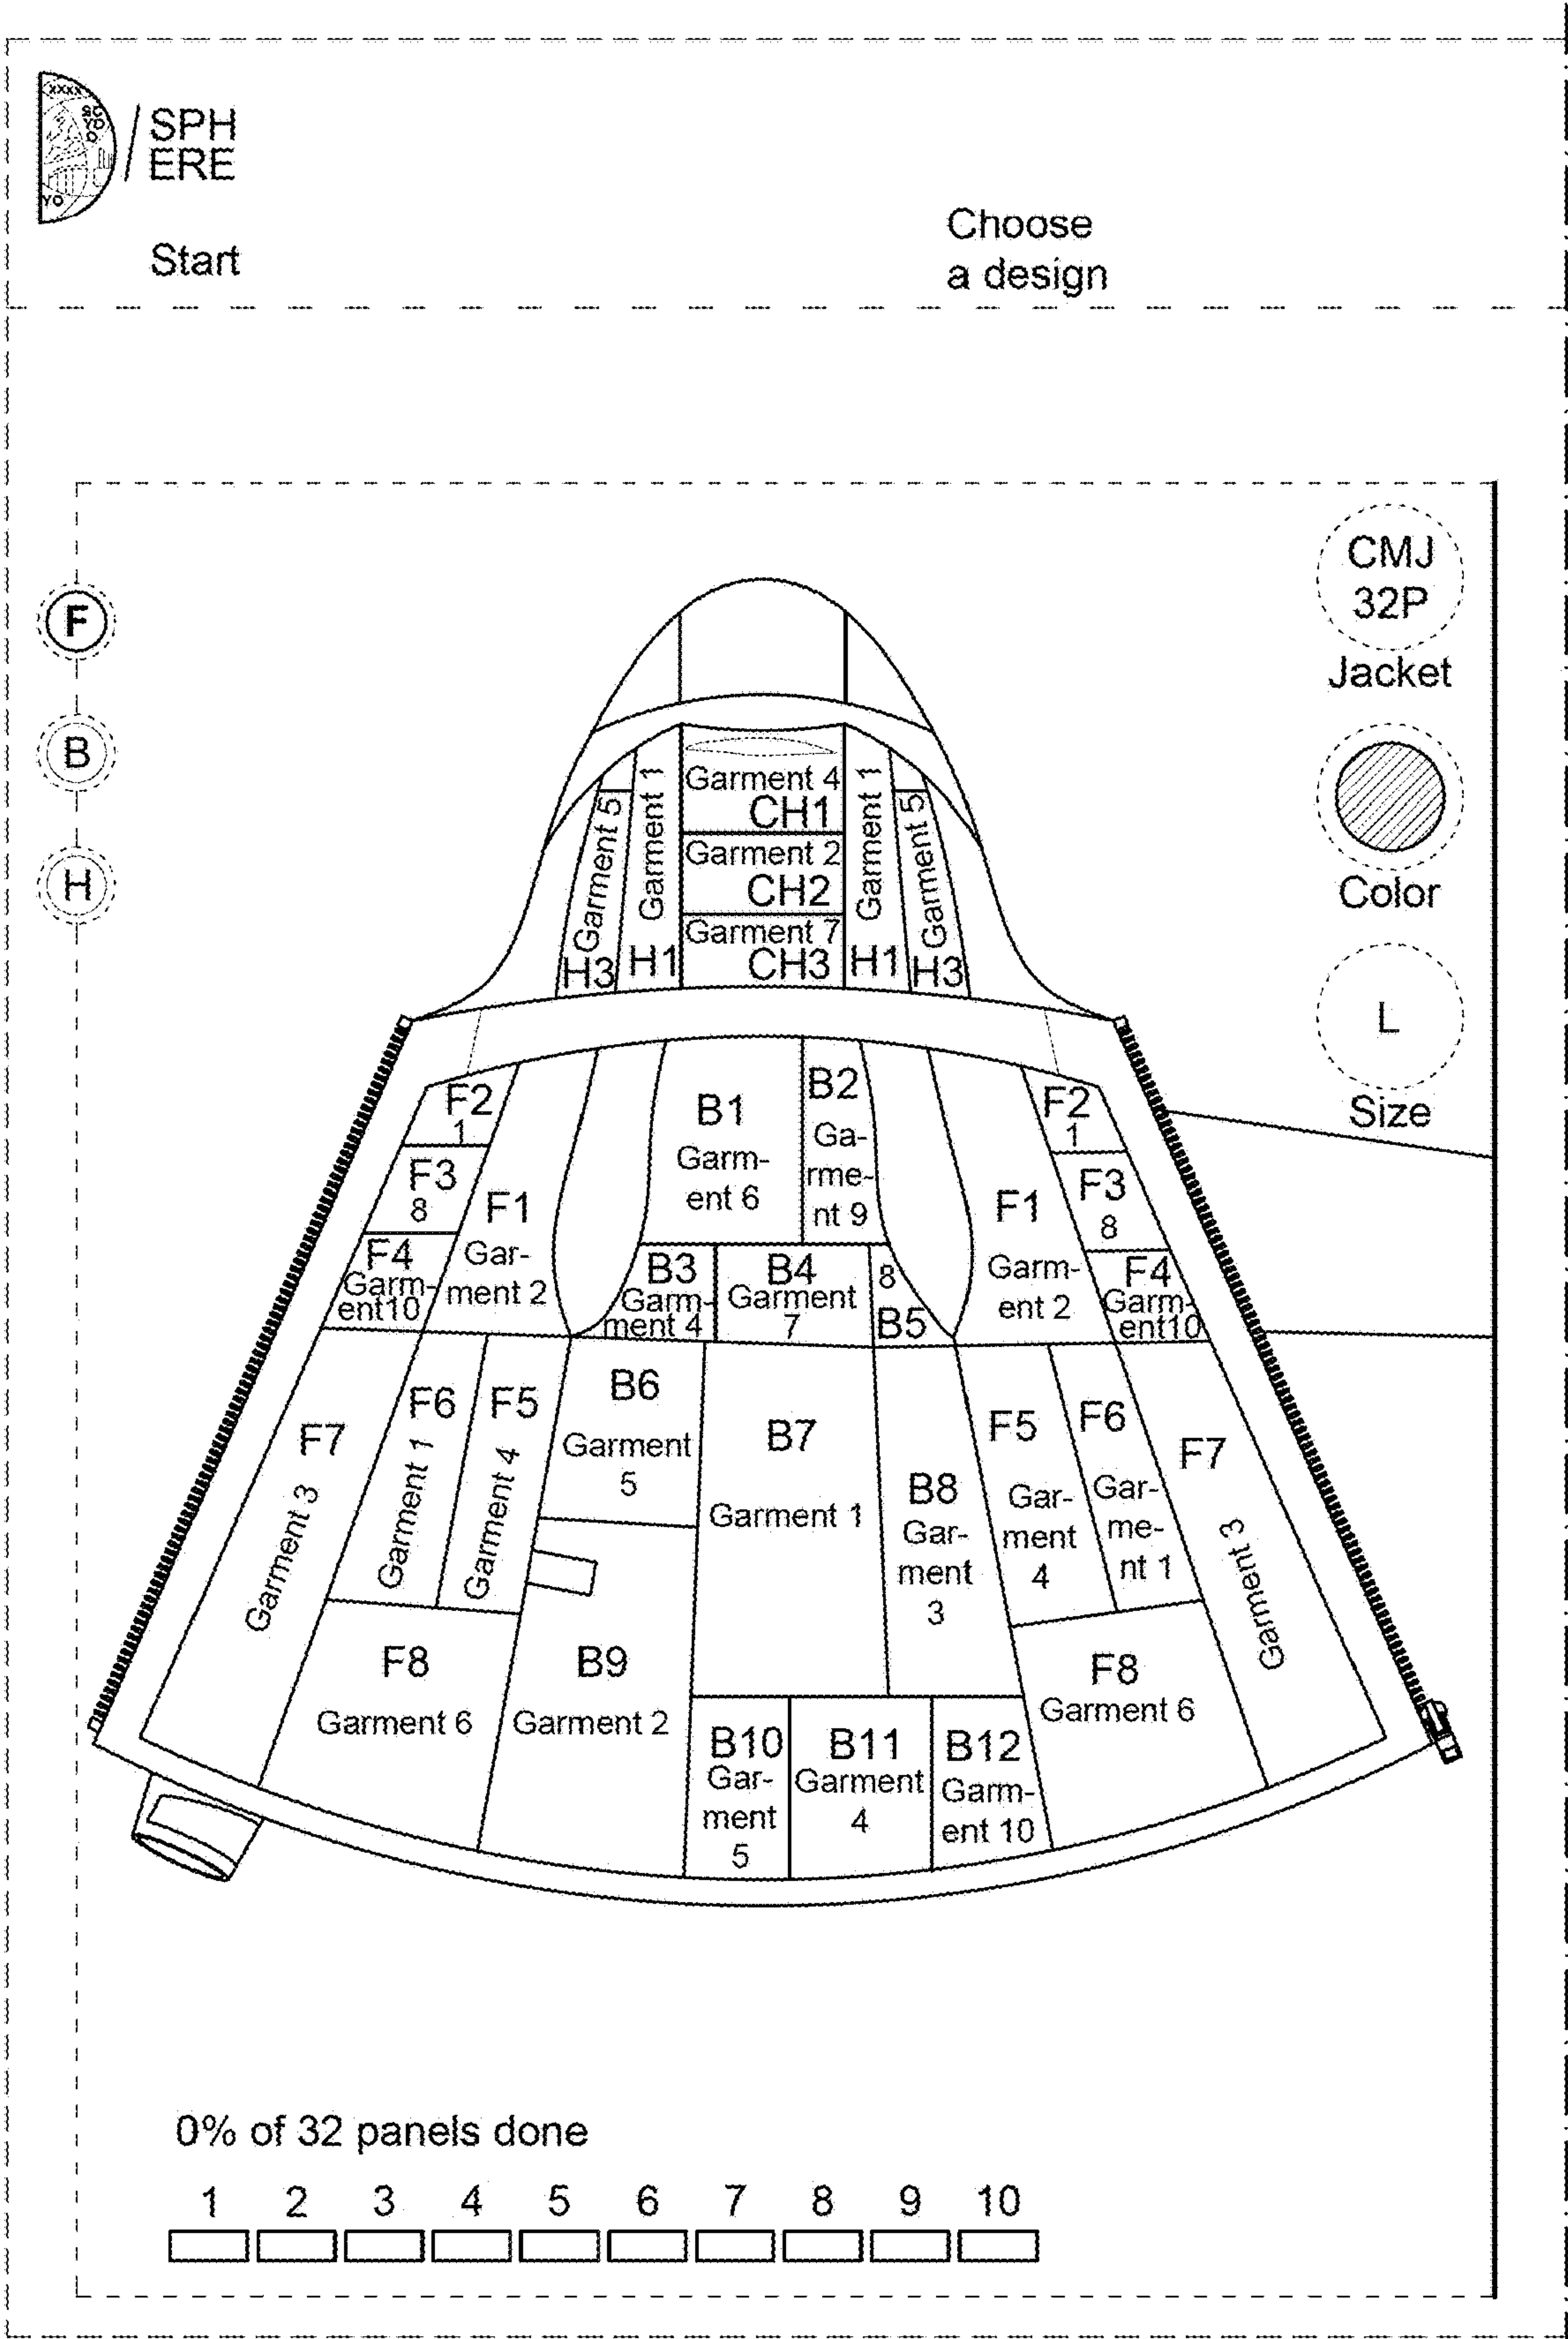 XXXX
YO
SPH
ERE
Start
Choose
a design
F
B
H
CMJ
32P
Jacket
Color
L
Size
Garment 4
CH1
Garment 2
CH2
Garment 7
CH3
Garment 5
H3
Garment 1
H1
Garment 1
H1
Garment 5
H3
F2
1
F3
8
F4
Garm-
ent10
F1
Gar-
ment 2
B1
Garm-
ent 6
B2
Ga-
rme-
nt 9
B3
Garm-
ment 4
B4
Garment
7
8
B5
F1
Garm-
ent 2
F2
1
F3
8
F4
Garm-
ent10
F7
Garment 3
F6
Garment 1
F5
Garment 4
B6
Garment
5
B7
Garment 1
B8
Gar-
ment
3
F5
Gar-
ment
4
F6
Gar-
me-
nt 1
F7
Garment 3
F8
Garment 6
B9
Garment 2
B10
Gar-
ment
5
B11
Garment
4
B12
Garm-
ent 10
F8
Garment 6
0% of 32 panels done
1 2 3 4 5 6 7 8 9 10